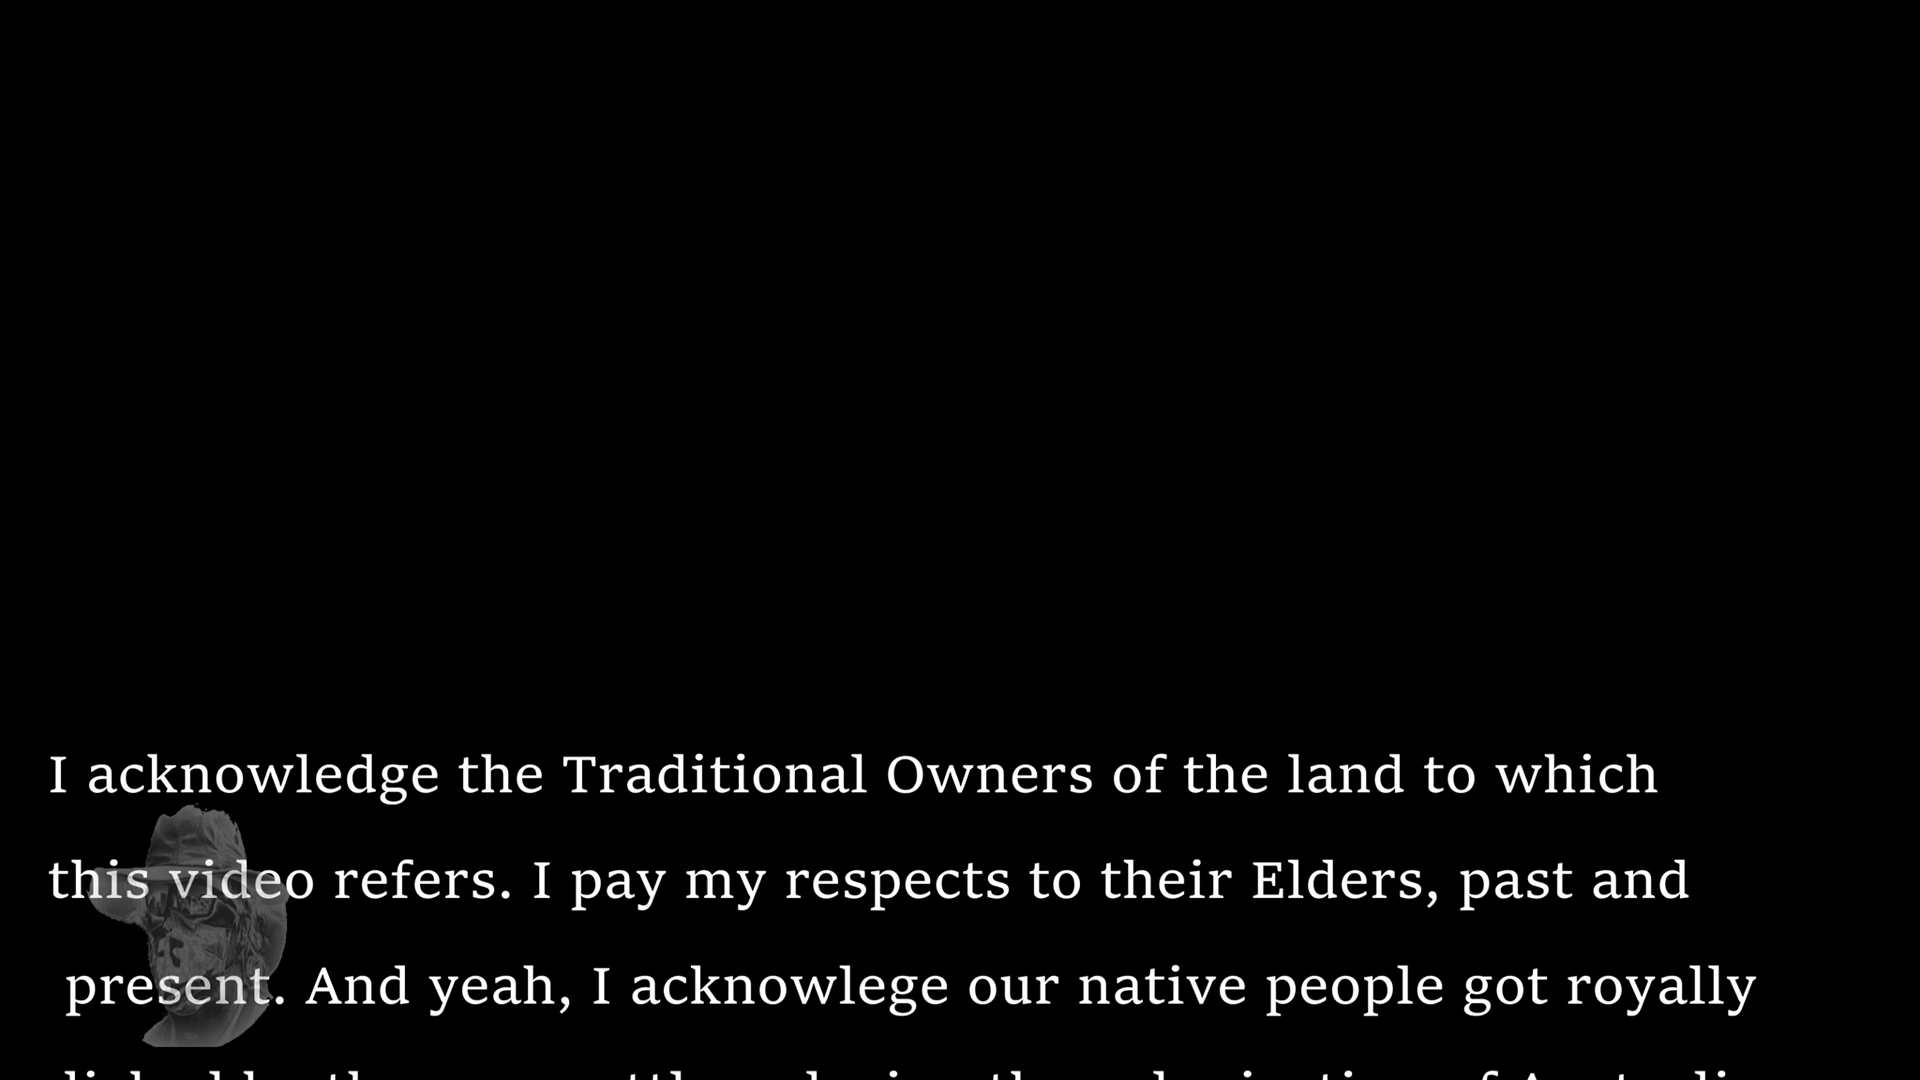 I acknowledge the Traditional Owners of the land to which
this video refers. I pay my respects to their Elders, past and
present. And yeah, I acknowlege our native people got royally